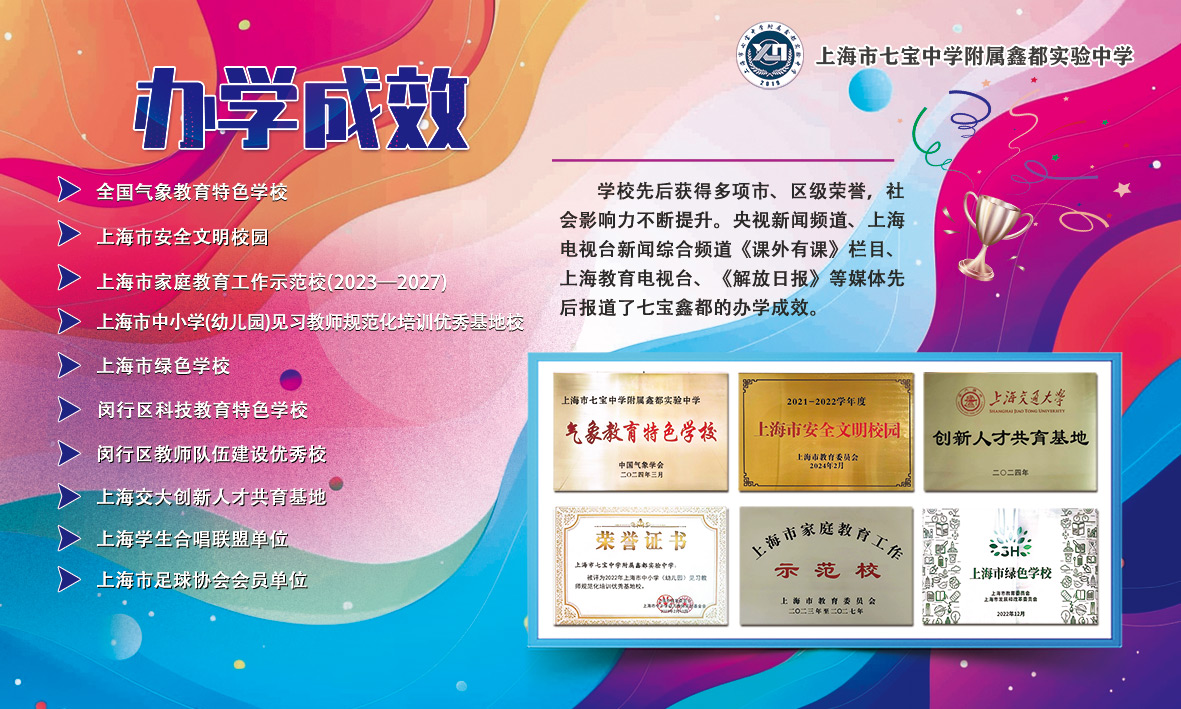 上海市七宝中学附属鑫都实验中学
办学成效
全国气象教育特色学校
上海市安全文明校园
上海市家庭教育工作示范校(2023—2027)
上海市中小学(幼儿园)见习教师规范化培训优秀基地校
上海市绿色学校
闵行区科技教育特色学校
闵行区教师队伍建设优秀校
上海交大创新人才共育基地
上海学生合唱联盟单位
上海市足球协会会员单位
学校先后获得多项市、区级荣誉，社
会影响力不断提升。央视新闻频道、上海
电视台新闻综合频道《课外有课》栏目、
上海教育电视台、《解放日报》等媒体先
后报道了七宝鑫都的办学成效。
上海市七宝中学附属鑫都实验中学
气象教育特色学校
中国气象学会
二〇二四年三月
2021-2022学年度
上海市安全文明校园
上海市教育委员会
2024年2月
上海交通大学
SHANGHAI JIAO TONG UNIVERSITY
创新人才共育基地
二〇二四年
荣誉证书
上海市七宝中学附属鑫都实验中学:
被评为2022年上海市中小学（幼儿园）见习教
师规范化培训优秀基地校。
上海市家庭教育工作
示范校
上海市教育委员会
二〇二三年至二〇二七年
SH
上海市绿色学校
上海市教育委员会
上海市发展和改革委员会
2022年12月